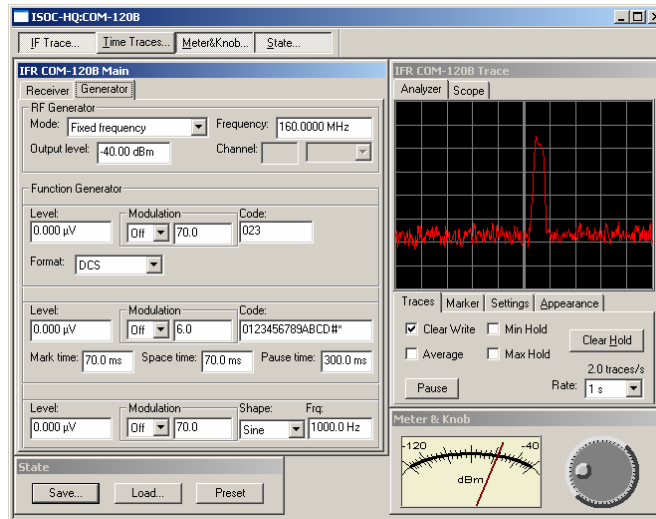 ISOC-HQ:COM-120B
IF Trace... Time Traces... Meter&Knob... State...
IFR COM-120B Main
Receiver Generator
RF Generator
Mode: Fixed frequency Frequency: 160.0000 MHz
Output level: -40.00 dBm Channel:
Function Generator
Level: Modulation Code:
0.000 µV Off 70.0 023
Format: DCS
Level: Modulation Code:
0.000 µV Off 6.0 0123456789ABCD#*
Mark time: 70.0 ms Space time: 70.0 ms Pause time: 300.0 ms
Level: Modulation Shape: Frq:
0.000 µV Off 70.0 Sine 1000.0 Hz
State
Save... Load... Preset
IFR COM-120B Trace
Analyzer Scope
Traces Marker Settings Appearance
Clear Write Min Hold Clear Hold
Average Max Hold
2.0 traces/s
Pause Rate: 1 s
Meter & Knob
-120 -40
dBm